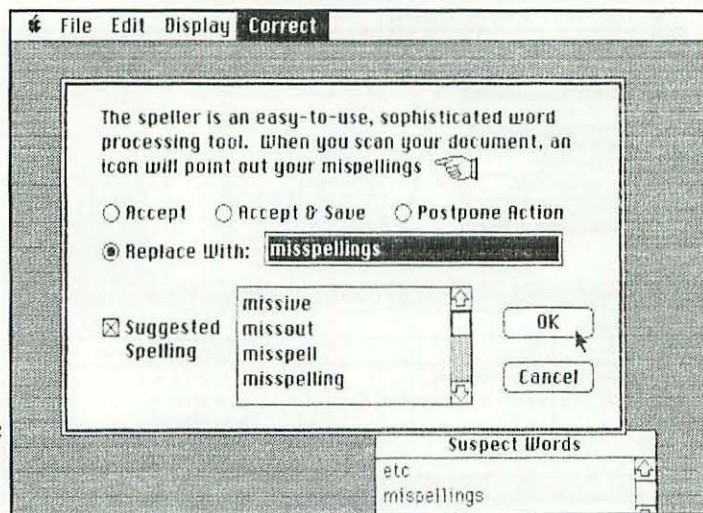 File Edit Display Correct
The speller is an easy-to-use, sophisticated word
processing tool. When you scan your document, an
icon will point out your mispellings
Accept Accept & Save Postpone Action
Replace With: misspellings
Suggested
Spelling
missive
missout
misspell
misspelling
OK
Cancel
Suspect Words
etc
mispellings